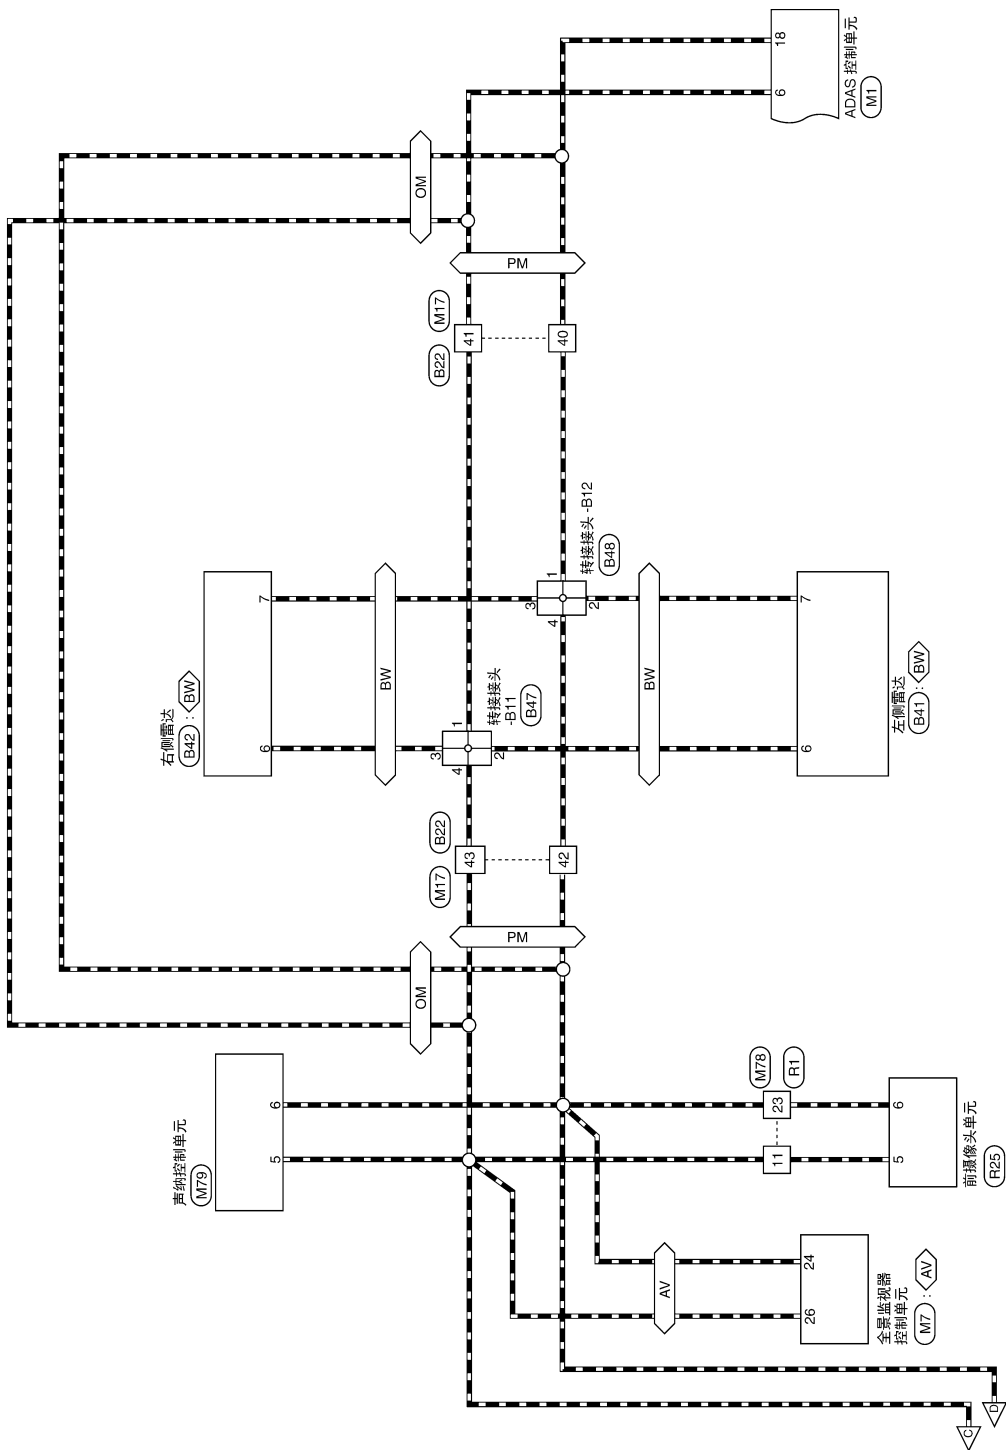 声纳控制单元
M79
5
6
右侧雷达
B42 : BW
6
7
BW
OM
OM
M17
B22
B22
M17
43
41
3
4
1
2
转接接头
-B11
B47
PM
PM
42
40
3
4
1
2
转接接头 -B12
B48
BW
AV
M78
R1
11
23
6
18
ADAS 控制单元
M1
26
24
全景监视器
控制单元
M7 : AV
6
7
左侧雷达
B41 : BW
5
6
前摄像头单元
R25
C
D